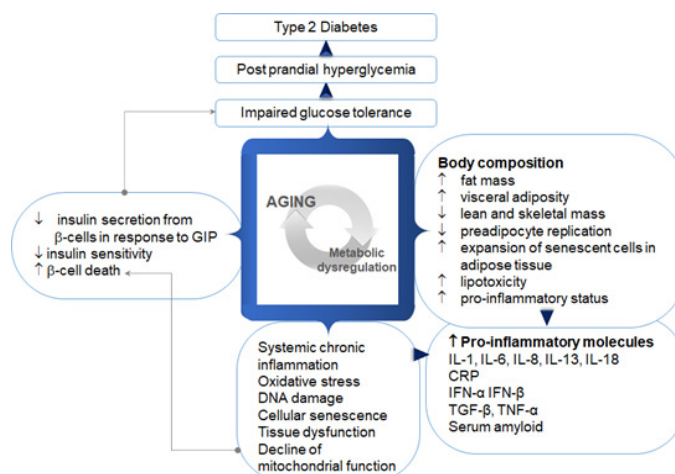 Type 2 Diabetes
Post prandial hyperglycemia
Impaired glucose tolerance
AGING
Metabolic
dysregulation
↓ insulin secretion from
β-cells in response to GIP
↓ insulin sensitivity
↑ β-cell death
Body composition
↑ fat mass
↑ visceral adiposity
↓ lean and skeletal mass
↓ preadipocyte replication
↑ expansion of senescent cells in
adipose tissue
↑ lipotoxicity
↑ pro-inflammatory status
Systemic chronic
inflammation
Oxidative stress
DNA damage
Cellular senescence
Tissue dysfunction
Decline of
mitochondrial function
↑ Pro-inflammatory molecules
IL-1, IL-6, IL-8, IL-13, IL-18
CRP
IFN-α IFN-β
TGF-β, TNF-α
Serum amyloid